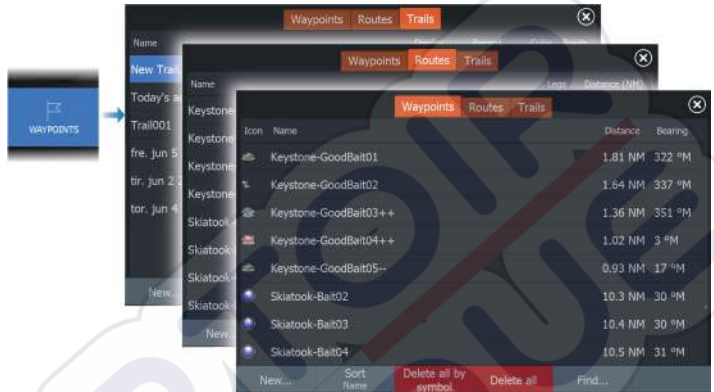 WAYPOINTS
Waypoints Routes Trails
Name
New Trail
Today's a
Trail001
fre. jun 5
tir. jun 2 2
tor. jun 4
New...
Waypoints Routes Trails
Name Legs Distance (NM)
Keystone
Keystone
Keystone
Keystone
Skiatook
Skiatook
Skiatook
Skiatook
New...
Waypoints Routes Trails
Icon Name Distance Bearing
Keystone-GoodBait01 1.81 NM 322 °M
Keystone-GoodBait02 1.64 NM 337 °M
Keystone-GoodBait03++ 1.36 NM 351 °M
Keystone-GoodBait04++ 1.02 NM 3 °M
Keystone-GoodBait05-- 0.93 NM 17 °M
Skiatook-Bait02 10.3 NM 30 °M
Skiatook-Bait03 10.4 NM 30 °M
Skiatook-Bait04 10.5 NM 31 °M
New... Sort Name Delete all by symbol Delete all Find...